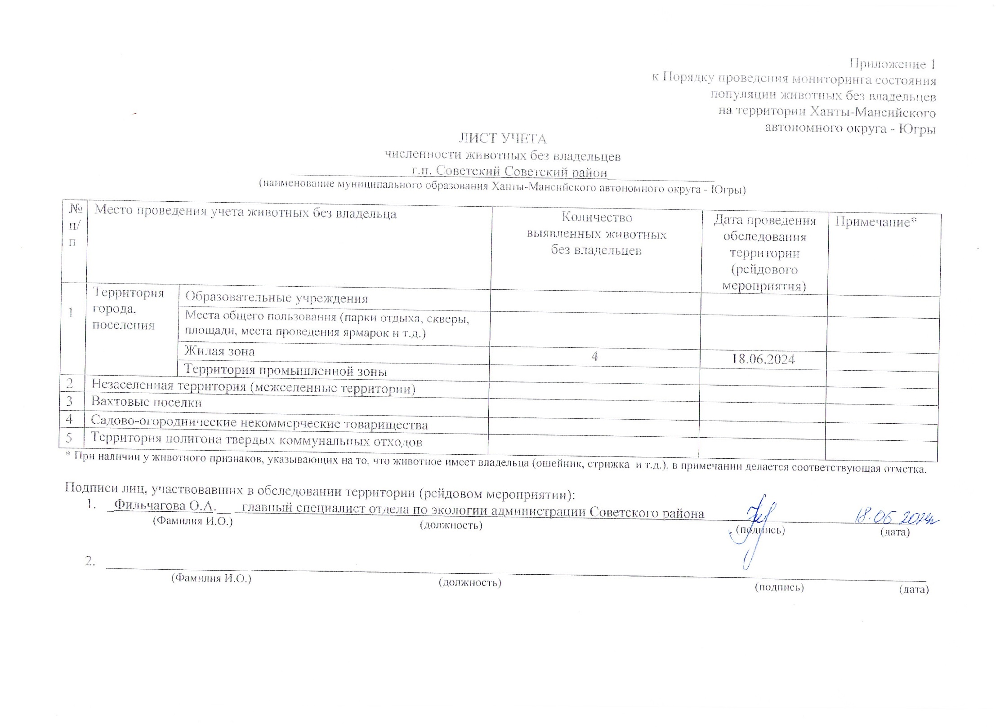 Приложение 1
к Порядку проведения мониторинга состояния
популяции животных без владельцев
на территории Ханты-Мансийского
автономного округа - Югры
ЛИСТ УЧЕТА
численности животных без владельцев
г.п. Советский Советский район
(наименование муниципального образования Ханты-Мансийского автономного округа - Югры)
№ п/п
Место проведения учета животных без владельца
Количество
выявленных животных
без владельцев
Дата проведения
обследования
территории
(рейдового
мероприятия)
Примечание*
1
Территория
города,
поселения
Образовательные учреждения
Места общего пользования (парки отдыха, скверы,
площади, места проведения ярмарок и т.д.)
Жилая зона 4 18.06.2024
Территория промышленной зоны
2 Незаселенная территория (межселенные территории)
3 Вахтовые поселки
4 Садово-огороднические некоммерческие товарищества
5 Территория полигона твердых коммунальных отходов
* При наличии у животного признаков, указывающих на то, что животное имеет владельца (ошейник, стрижка и т.д.), в примечании делается соответствующая отметка.
Подписи лиц, участвовавших в обследовании территории (рейдовом мероприятии):
1. Фильчагова О.А. главный специалист отдела по экологии администрации Советского района 18.06 2024г
(Фамилия И.О.) (должность) (подпись) (дата)
2.
(Фамилия И.О.) (должность) (подпись) (дата)